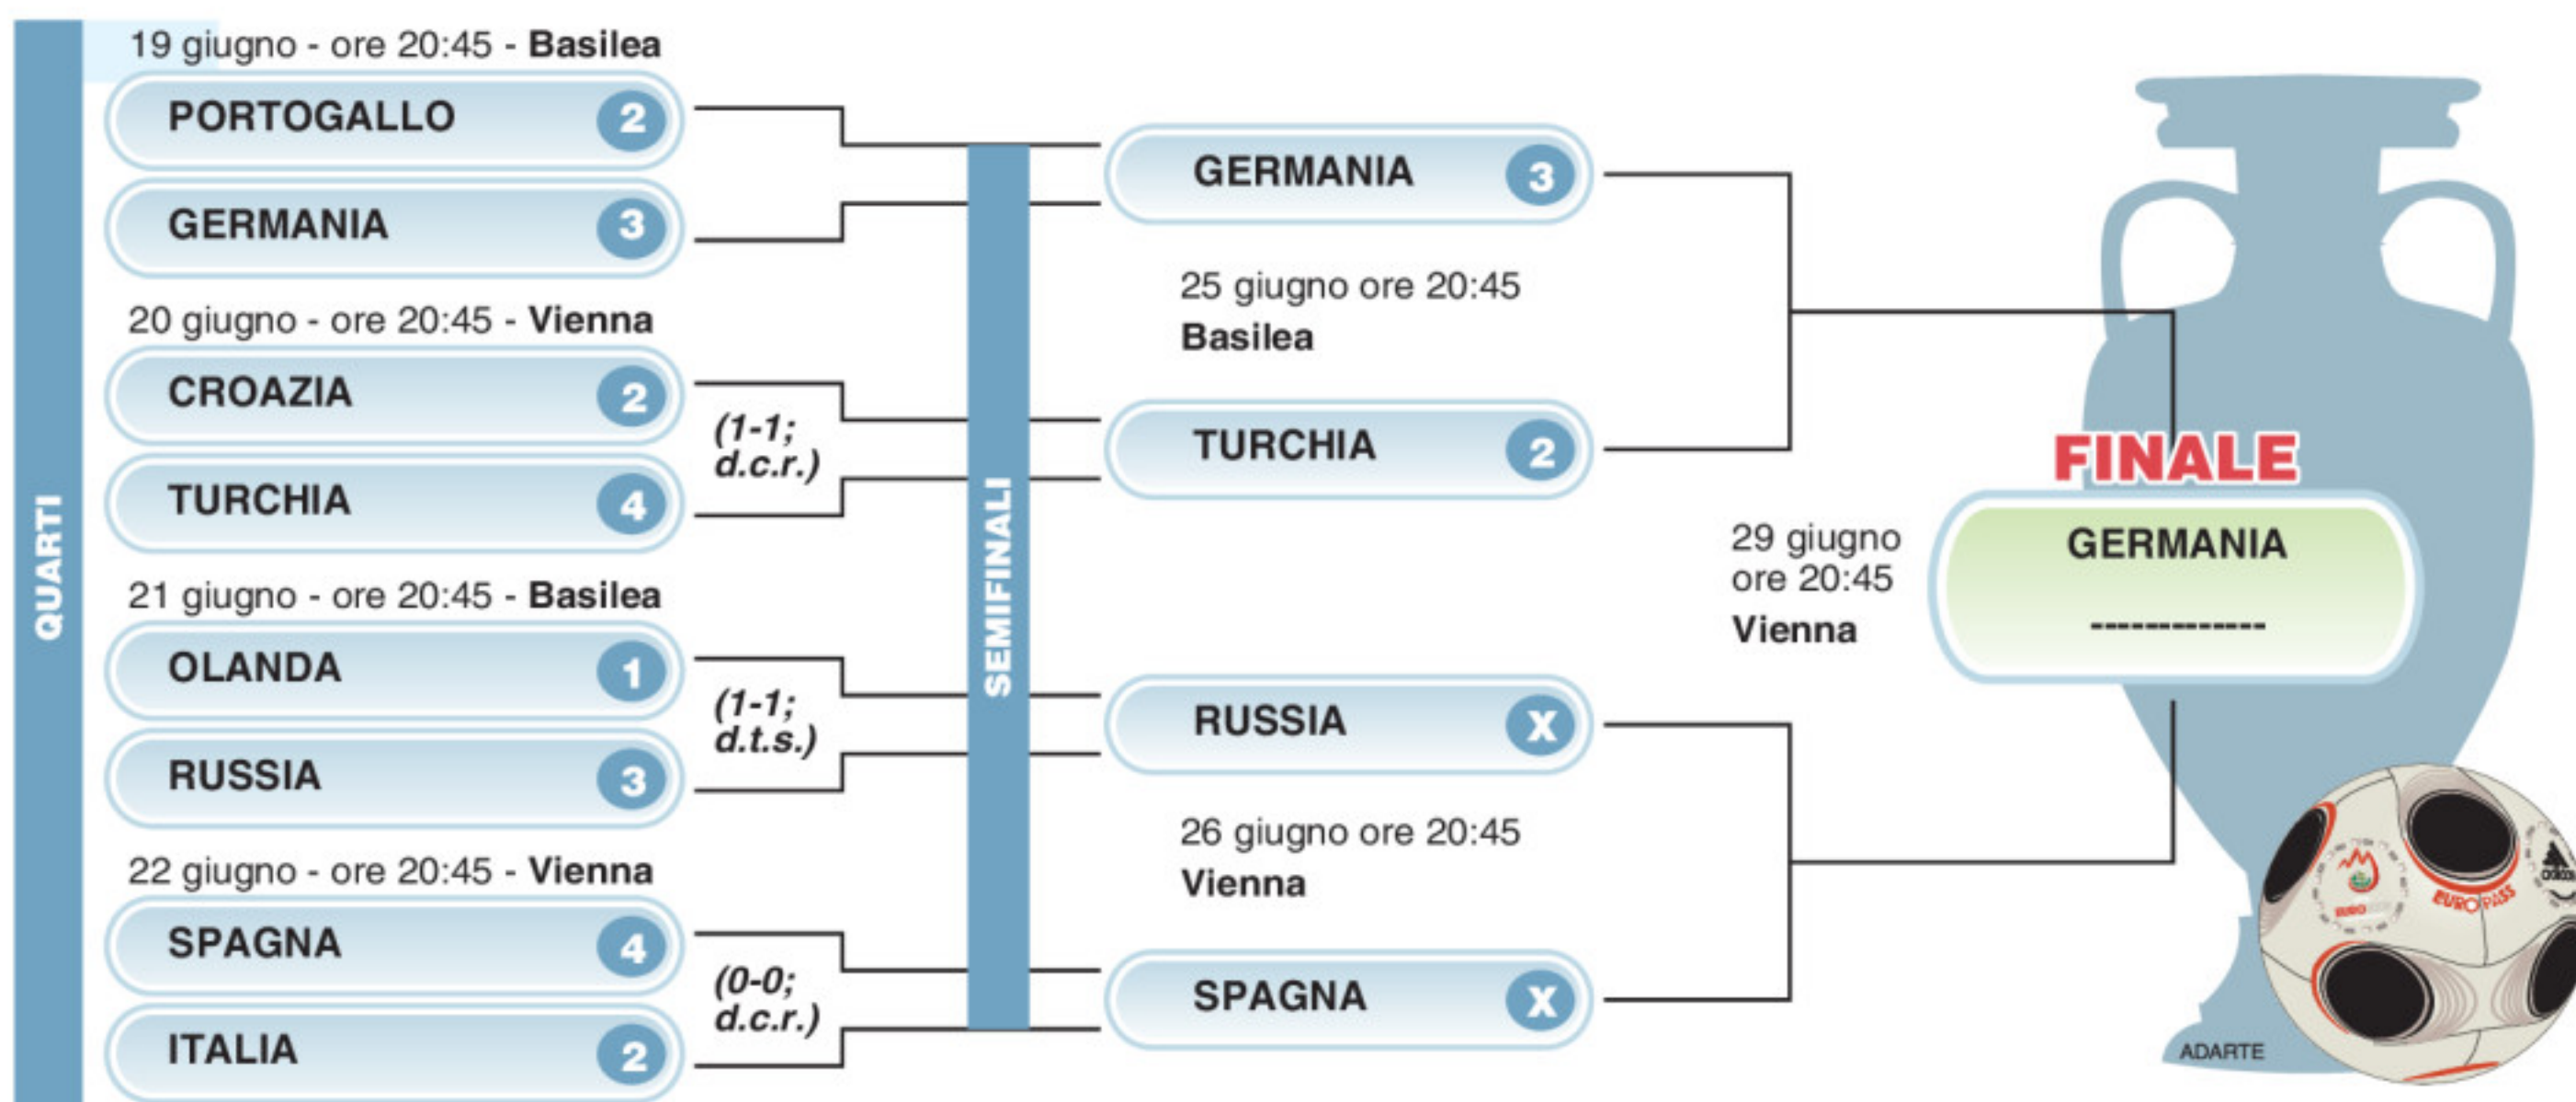 QUARTI
19 giugno - ore 20:45 - Basilea
PORTOGALLO 2
GERMANIA 3
20 giugno - ore 20:45 - Vienna
CROAZIA 2
TURCHIA 4
(1-1;
d.c.r.)
21 giugno - ore 20:45 - Basilea
OLANDA 1
RUSSIA 3
(1-1;
d.t.s.)
22 giugno - ore 20:45 - Vienna
SPAGNA 4
ITALIA 2
(0-0;
d.c.r.)
SEMIFINALI
GERMANIA 3
25 giugno ore 20:45
Basilea
TURCHIA 2
RUSSIA X
26 giugno ore 20:45
Vienna
SPAGNA X
29 giugno
ore 20:45
Vienna
FINALE
GERMANIA
-------------
EURO
EUROPASS
adidas
ADARTE